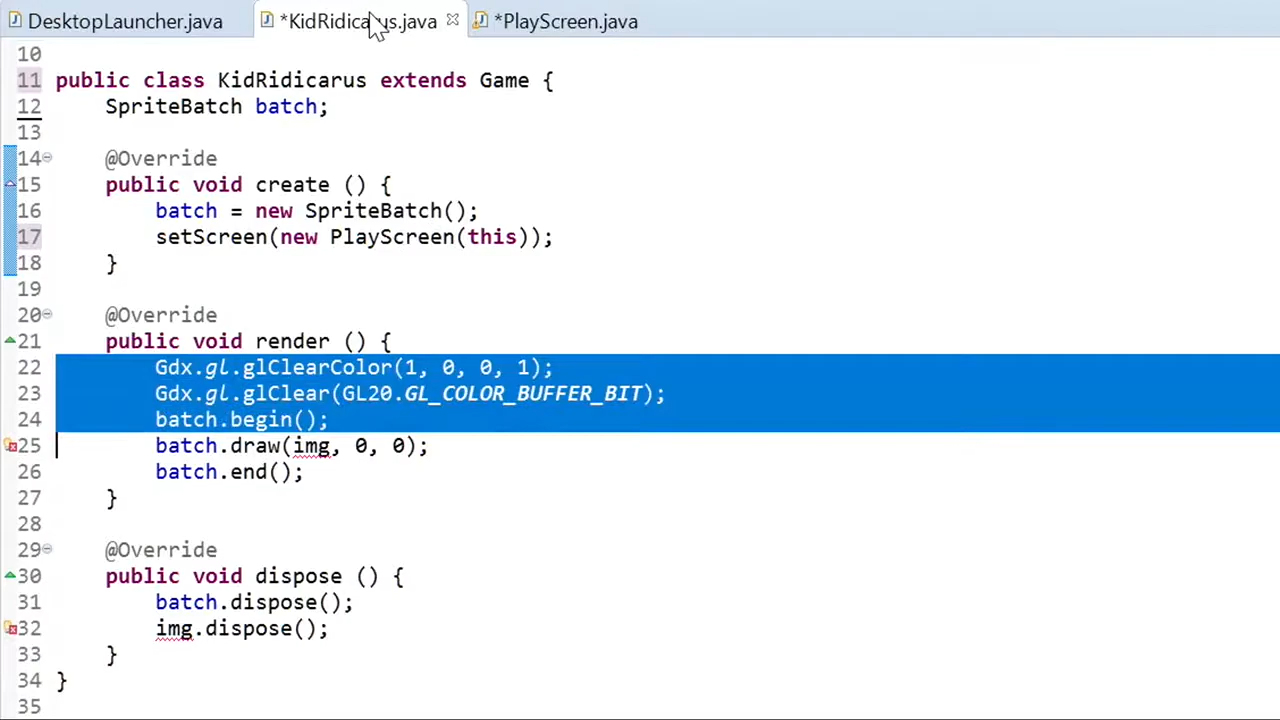 DesktopLauncher.java *KidRidicarus.java *PlayScreen.java
10
11 public class KidRidicarus extends Game {
12 SpriteBatch batch;
13
14 @Override
15 public void create () {
16 batch = new SpriteBatch();
17 setScreen(new PlayScreen(this));
18 }
19
20 @Override
21 public void render () {
22 Gdx.gl.glClearColor(1, 0, 0, 1);
23 Gdx.gl.glClear(GL20.GL_COLOR_BUFFER_BIT);
24 batch.begin();
25 batch.draw(img, 0, 0);
26 batch.end();
27 }
28
29 @Override
30 public void dispose () {
31 batch.dispose();
32 img.dispose();
33 }
34 }
35